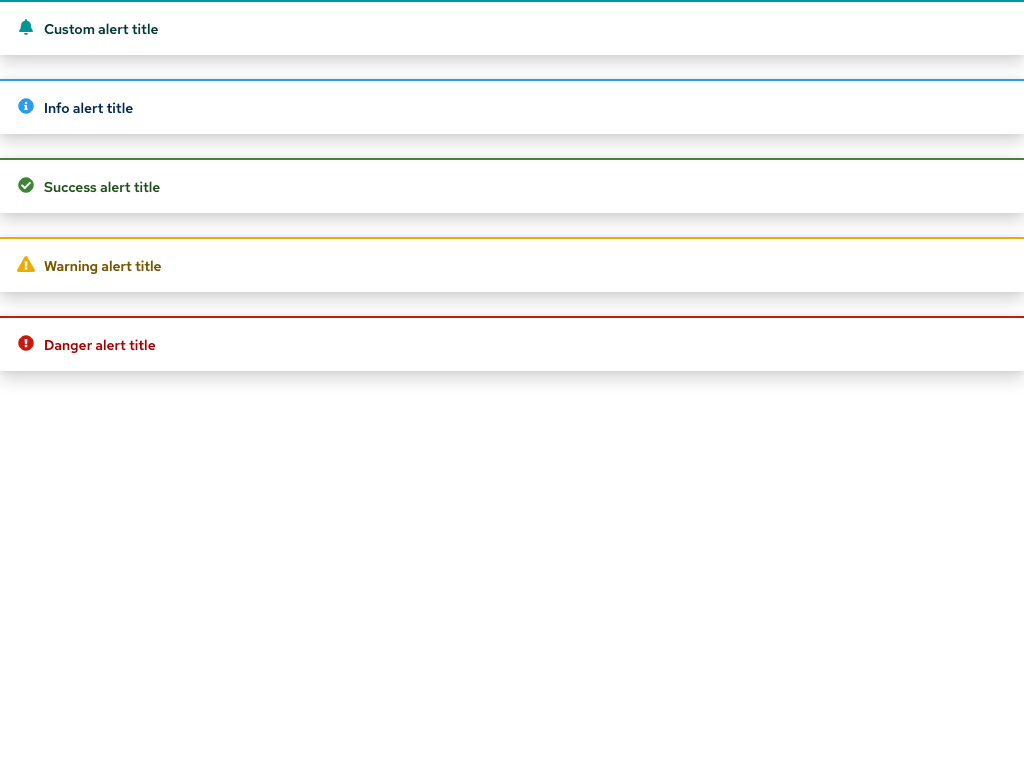 Custom alert title
Info alert title
Success alert title
Warning alert title
Danger alert title